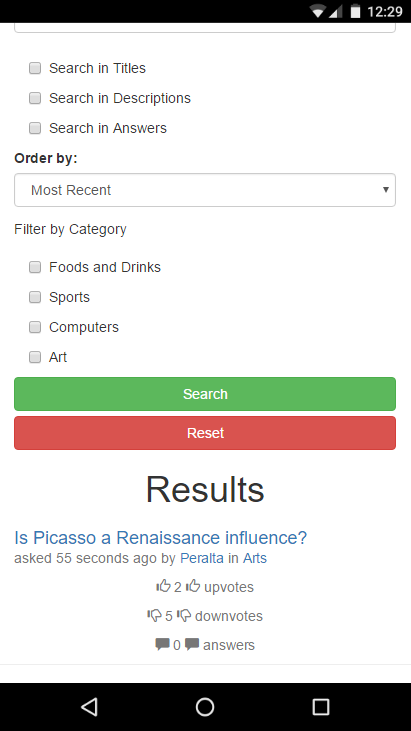 12:29
Search in Titles
Search in Descriptions
Search in Answers
Order by:
Most Recent
Filter by Category
Foods and Drinks
Sports
Computers
Art
Search
Reset
Results
Is Picasso a Renaissance influence?
asked 55 seconds ago by Peralta in Arts
2 upvotes
5 downvotes
0 answers